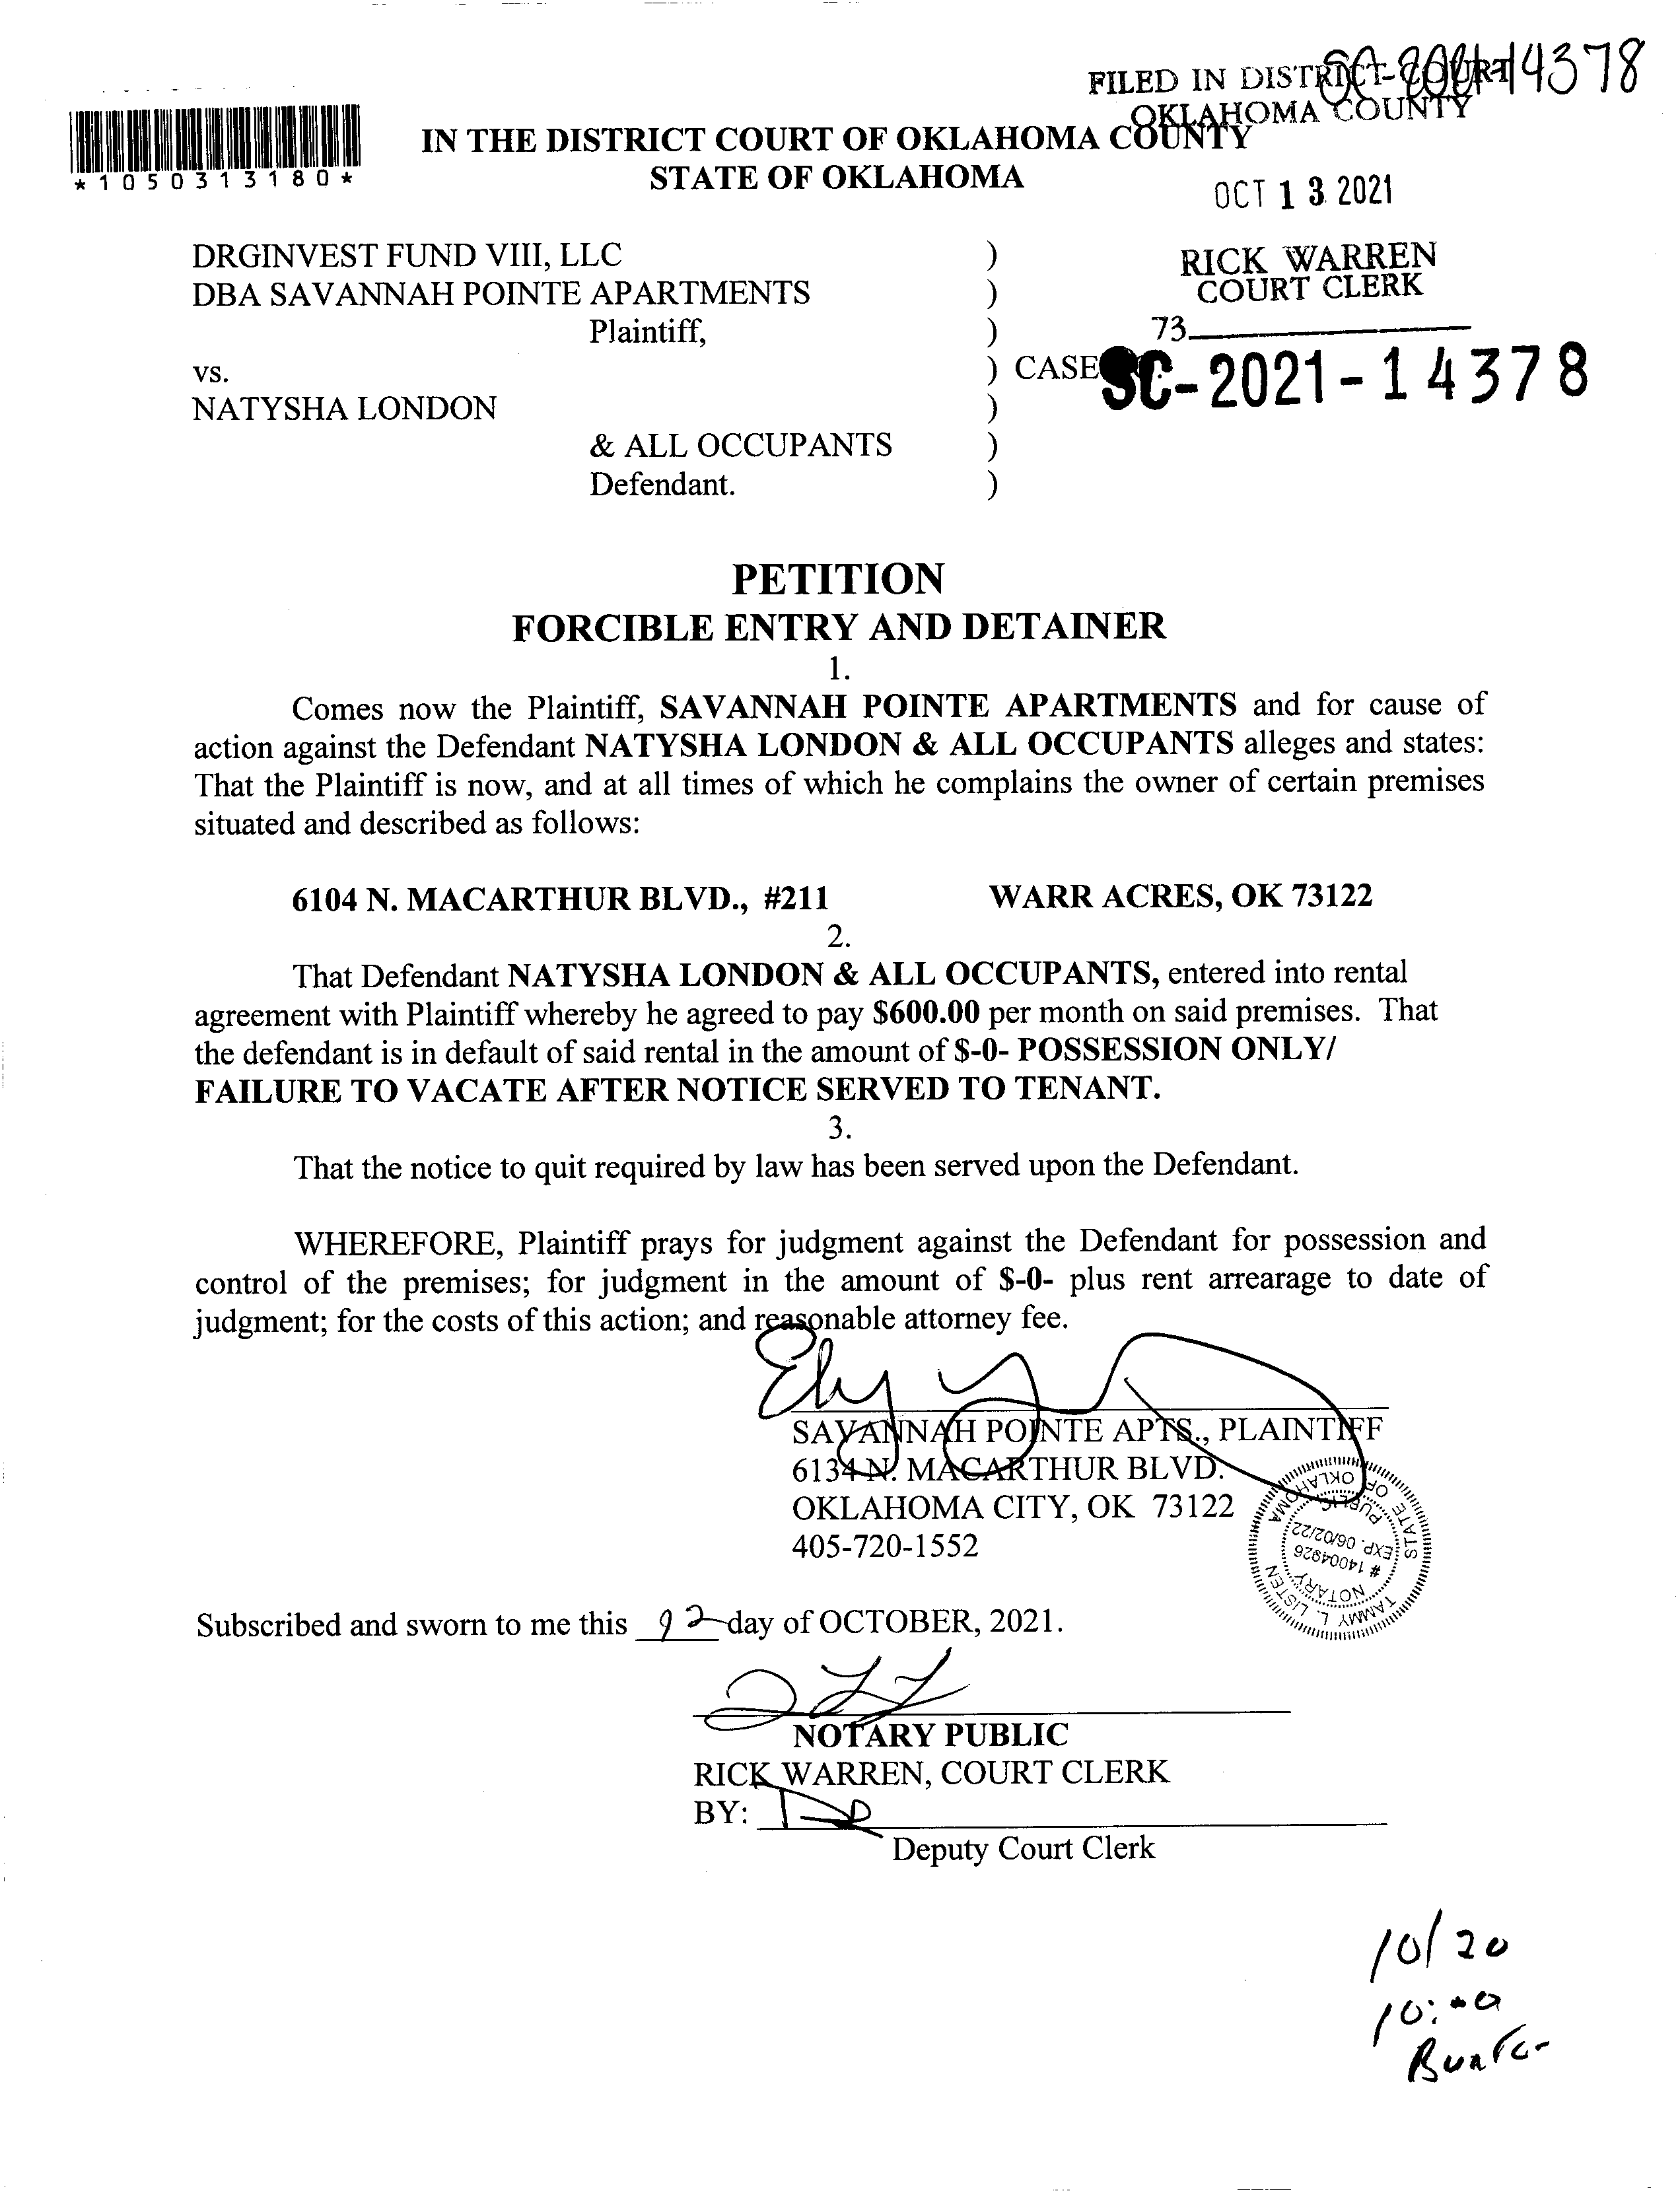 SC-2021-14378
FILED IN DISTRICT COURT
OKLAHOMA COUNTY
*1050313180*
IN THE DISTRICT COURT OF OKLAHOMA COUNTY
STATE OF OKLAHOMA
OCT 13 2021
RICK WARREN
COURT CLERK
73
DRGINVEST FUND VIII, LLC )
DBA SAVANNAH POINTE APARTMENTS )
Plaintiff, )
vs. ) CASE SC-2021-14378
NATYSHA LONDON )
& ALL OCCUPANTS )
Defendant. )
PETITION
FORCIBLE ENTRY AND DETAINER
1.
Comes now the Plaintiff, SAVANNAH POINTE APARTMENTS and for cause of
action against the Defendant NATYSHA LONDON & ALL OCCUPANTS alleges and states:
That the Plaintiff is now, and at all times of which he complains the owner of certain premises
situated and described as follows:
6104 N. MACARTHUR BLVD., #211 WARR ACRES, OK 73122
2.
That Defendant NATYSHA LONDON & ALL OCCUPANTS, entered into rental
agreement with Plaintiff whereby he agreed to pay $600.00 per month on said premises. That
the defendant is in default of said rental in the amount of $-0- POSSESSION ONLY/
FAILURE TO VACATE AFTER NOTICE SERVED TO TENANT.
3.
That the notice to quit required by law has been served upon the Defendant.
WHEREFORE, Plaintiff prays for judgment against the Defendant for possession and
control of the premises; for judgment in the amount of $-0- plus rent arrearage to date of
judgment; for the costs of this action; and reasonable attorney fee.
SAVANNAH POINTE APTS., PLAINTIFF
6134 N. MACARTHUR BLVD.
OKLAHOMA CITY, OK 73122
405-720-1552
TAMMY L. LISTEN
STATE OF OKLAHOMA
NOTARY PUBLIC
# 14004926
EXP. 06/02/22
Subscribed and sworn to me this day of OCTOBER, 2021.
NOTARY PUBLIC
RICK WARREN, COURT CLERK
BY:
Deputy Court Clerk
10/20